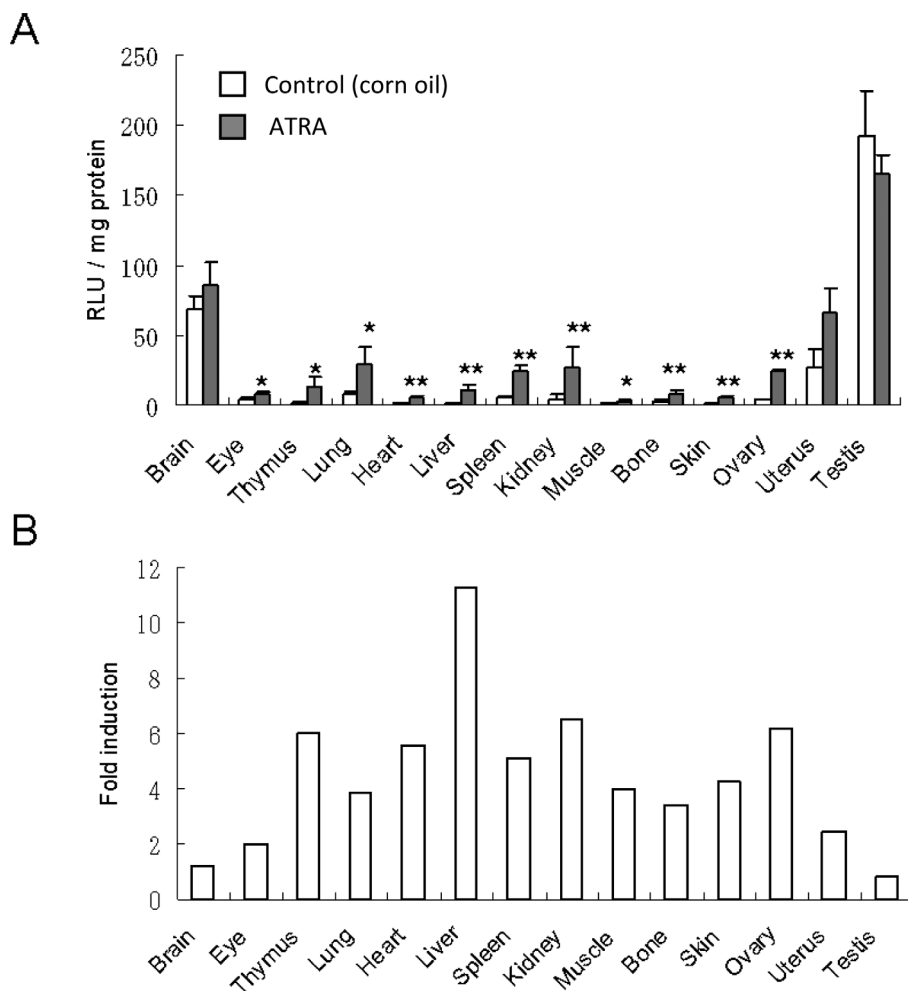 A
250
200
150
100
50
0
RLU / mg protein
Control (corn oil)
ATRA
* * * ** ** ** ** * ** ** **
Brain Eye Thymus Lung Heart Liver Spleen Kidney Muscle Bone Skin Ovary Uterus Testis
B
12
10
8
6
4
2
0
Fold induction
Brain Eye Thymus Lung Heart Liver Spleen Kidney Muscle Bone Skin Ovary Uterus Testis